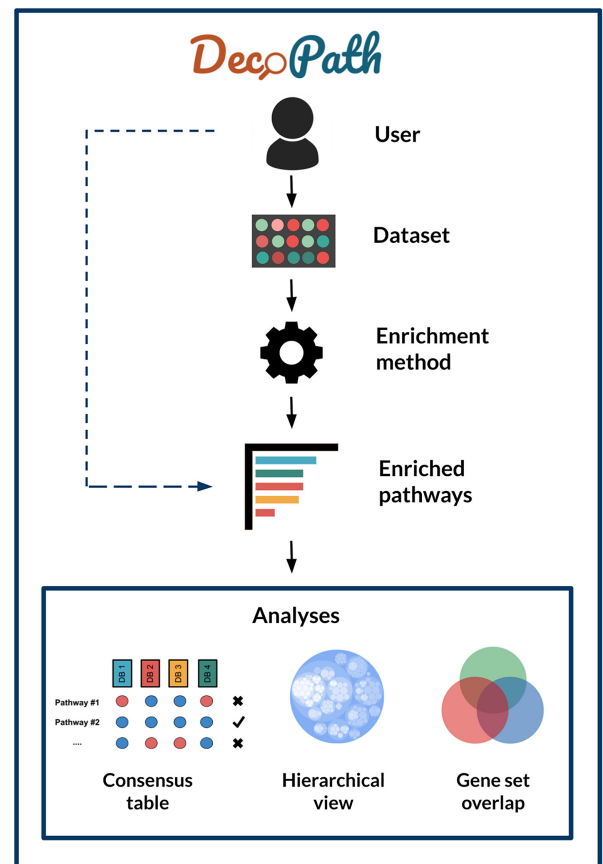 DecoPath
User
Dataset
Enrichment
method
Enriched
pathways
Analyses
DB 1
DB 2
DB 3
DB 4
Pathway #1
Pathway #2
....
Consensus
table
Hierarchical
view
Gene set
overlap